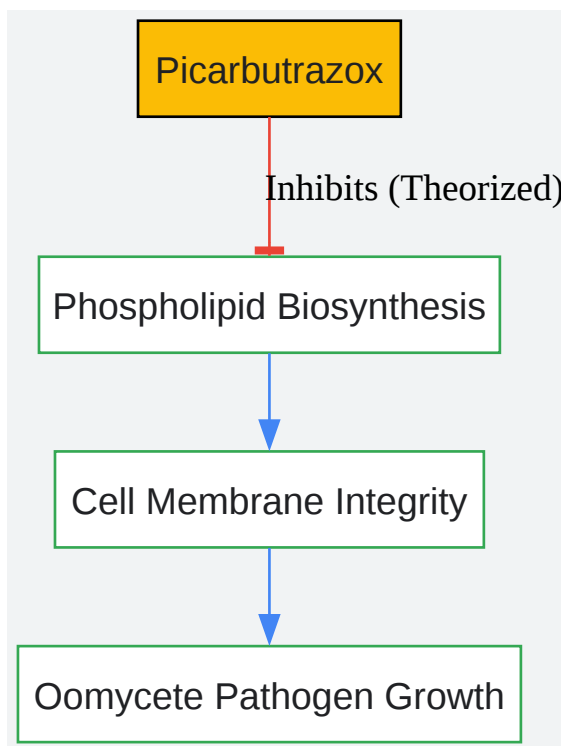 Picarbutrazox
Inhibits (Theorized)
Phospholipid Biosynthesis
Cell Membrane Integrity
Oomycete Pathogen Growth